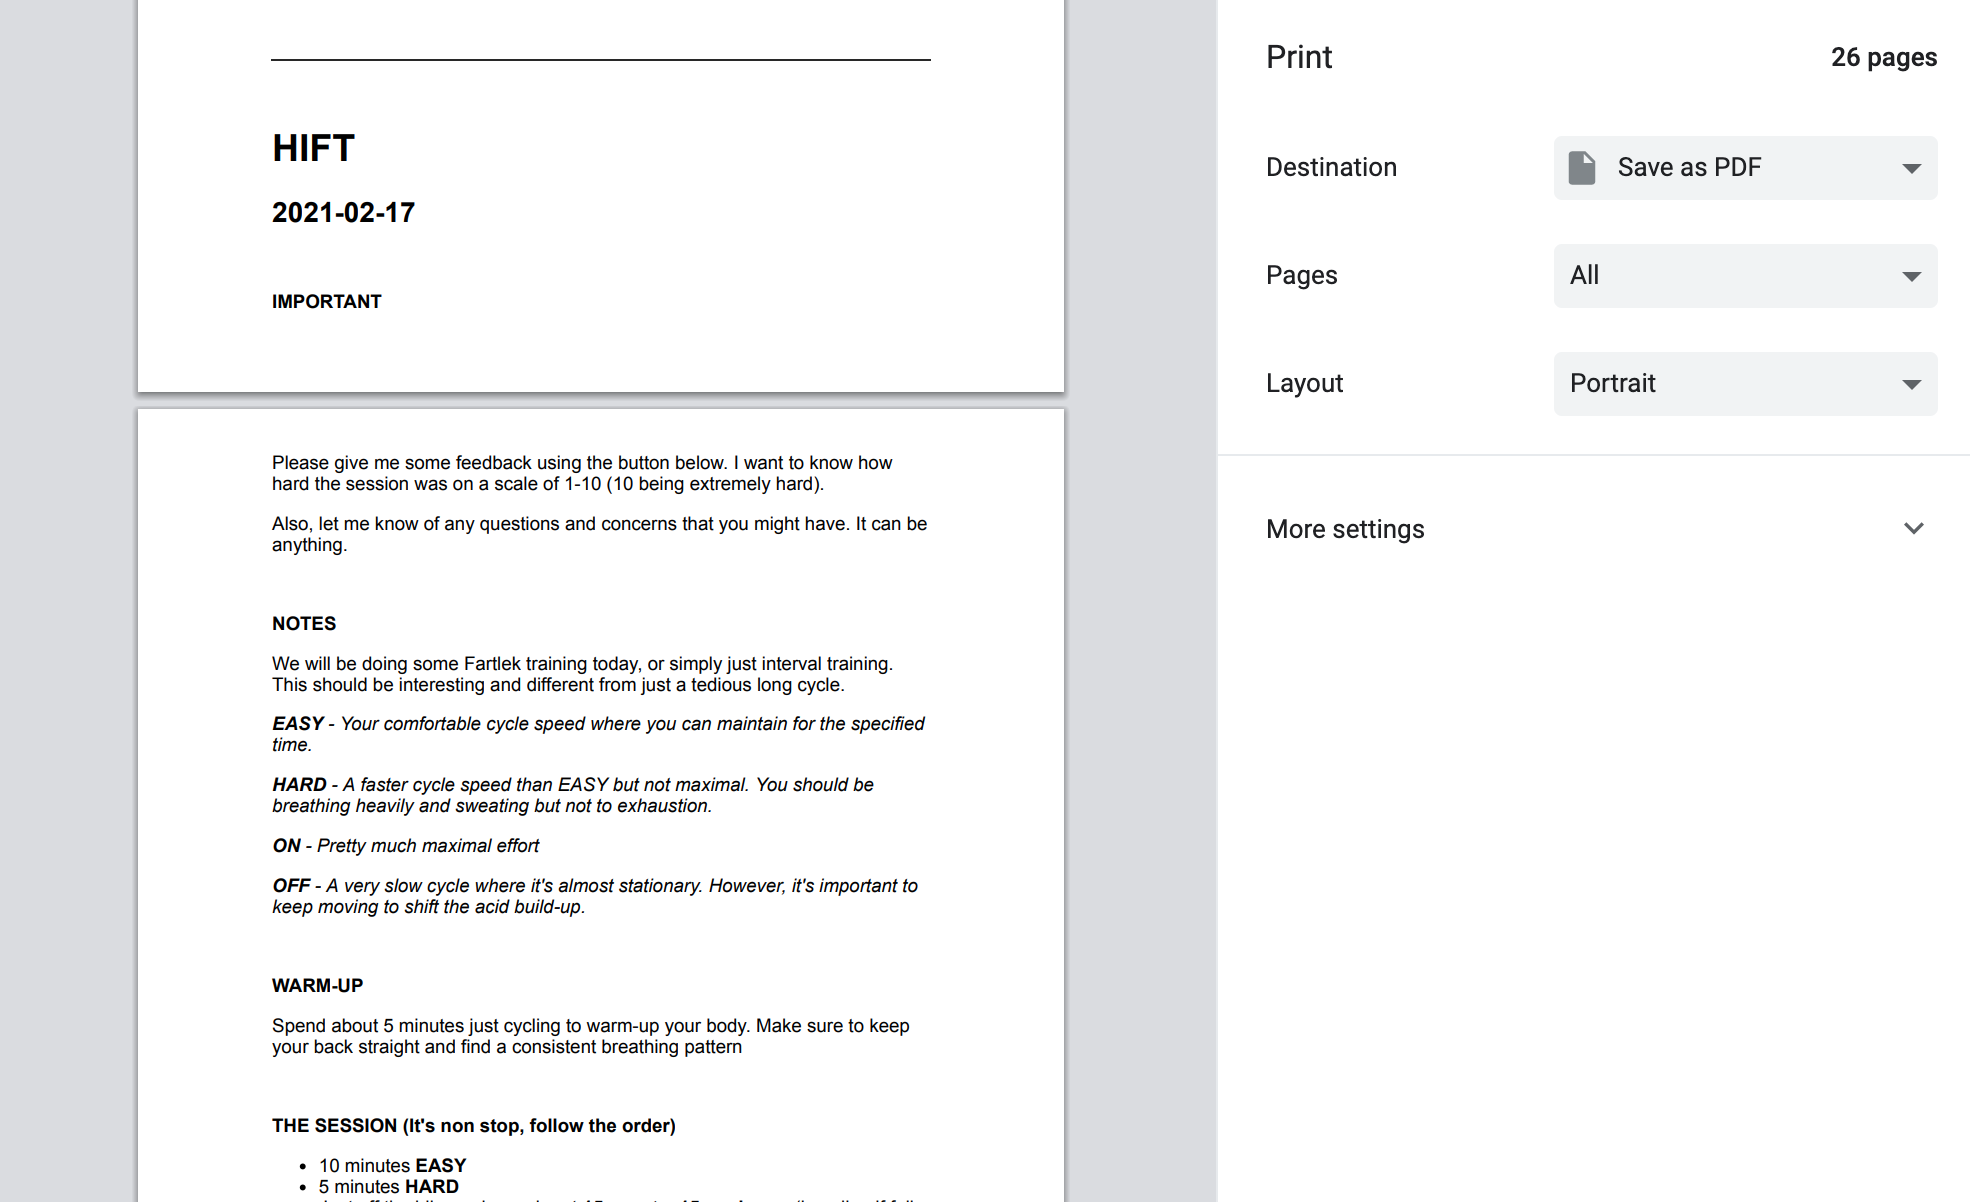 HIFT
2021-02-17
IMPORTANT
Please give me some feedback using the button below. I want to know how
hard the session was on a scale of 1-10 (10 being extremely hard).
Also, let me know of any questions and concerns that you might have. It can be
anything.
NOTES
We will be doing some Fartlek training today, or simply just interval training.
This should be interesting and different from just a tedious long cycle.
EASY - Your comfortable cycle speed where you can maintain for the specified
time.
HARD - A faster cycle speed than EASY but not maximal. You should be
breathing heavily and sweating but not to exhaustion.
ON - Pretty much maximal effort
OFF - A very slow cycle where it's almost stationary. However, it's important to
keep moving to shift the acid build-up.
WARM-UP
Spend about 5 minutes just cycling to warm-up your body. Make sure to keep
your back straight and find a consistent breathing pattern
THE SESSION (It's non stop, follow the order)
• 10 minutes EASY
• 5 minutes HARD
Print
26 pages
Destination
Save as PDF
Pages
All
Layout
Portrait
More settings